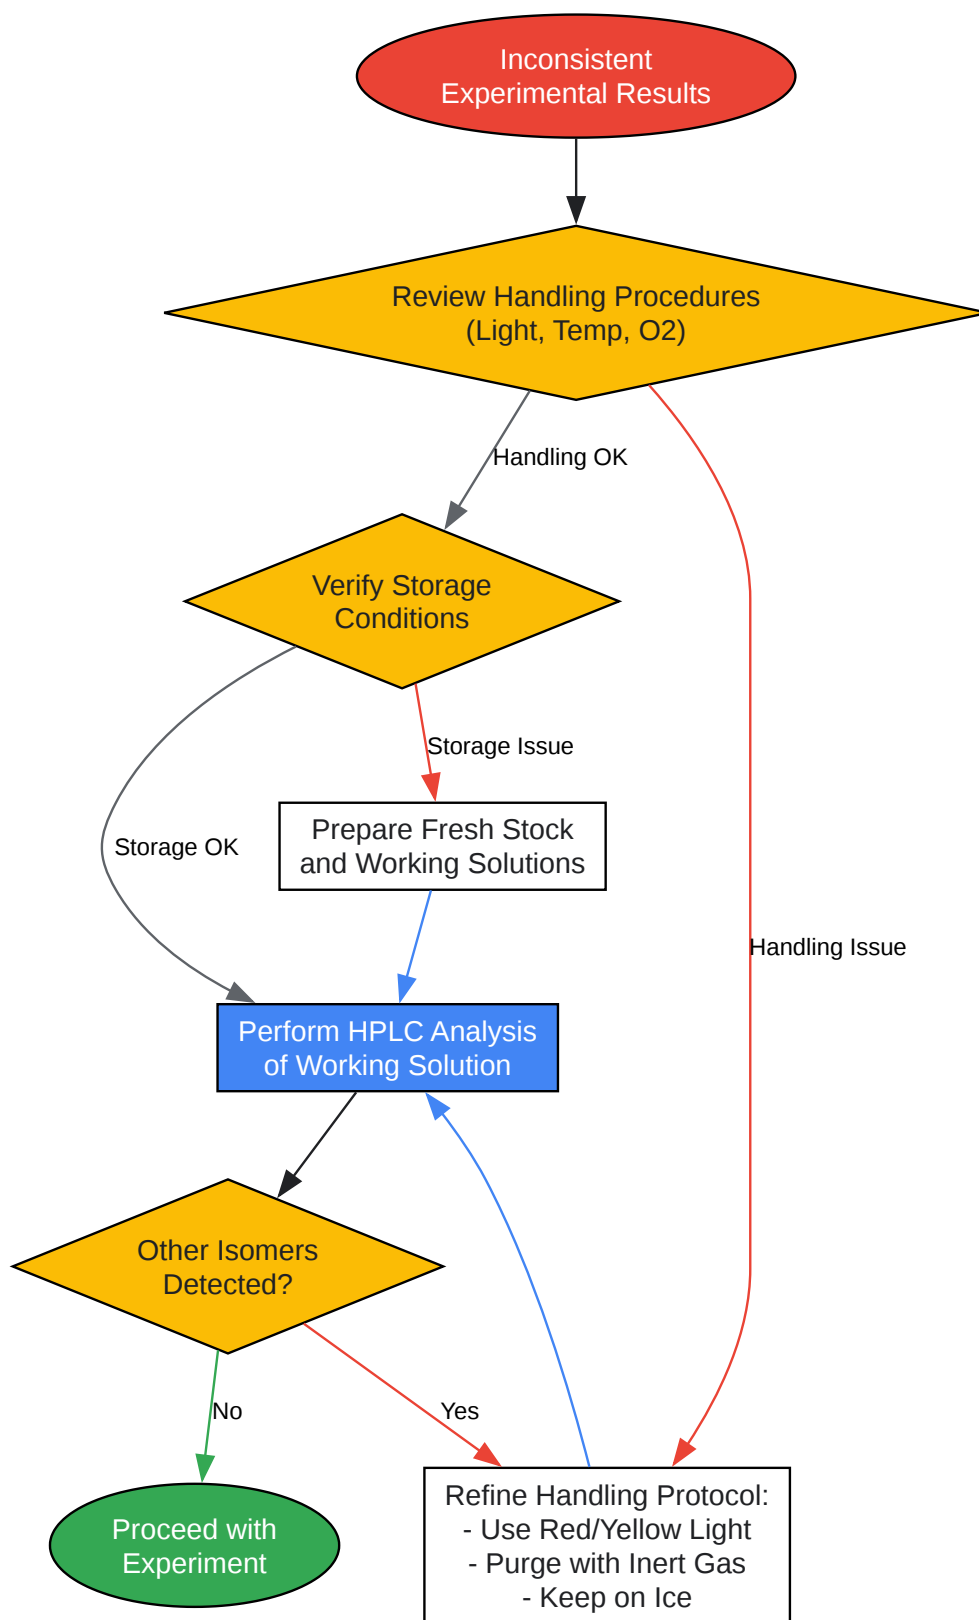 Inconsistent
Experimental Results
Review Handling Procedures
(Light, Temp, O2)
Handling OK
Verify Storage
Conditions
Storage Issue
Prepare Fresh Stock
and Working Solutions
Storage OK
Handling Issue
Perform HPLC Analysis
of Working Solution
Other Isomers
Detected?
No
Yes
Proceed with
Experiment
Refine Handling Protocol:
- Use Red/Yellow Light
- Purge with Inert Gas
- Keep on Ice